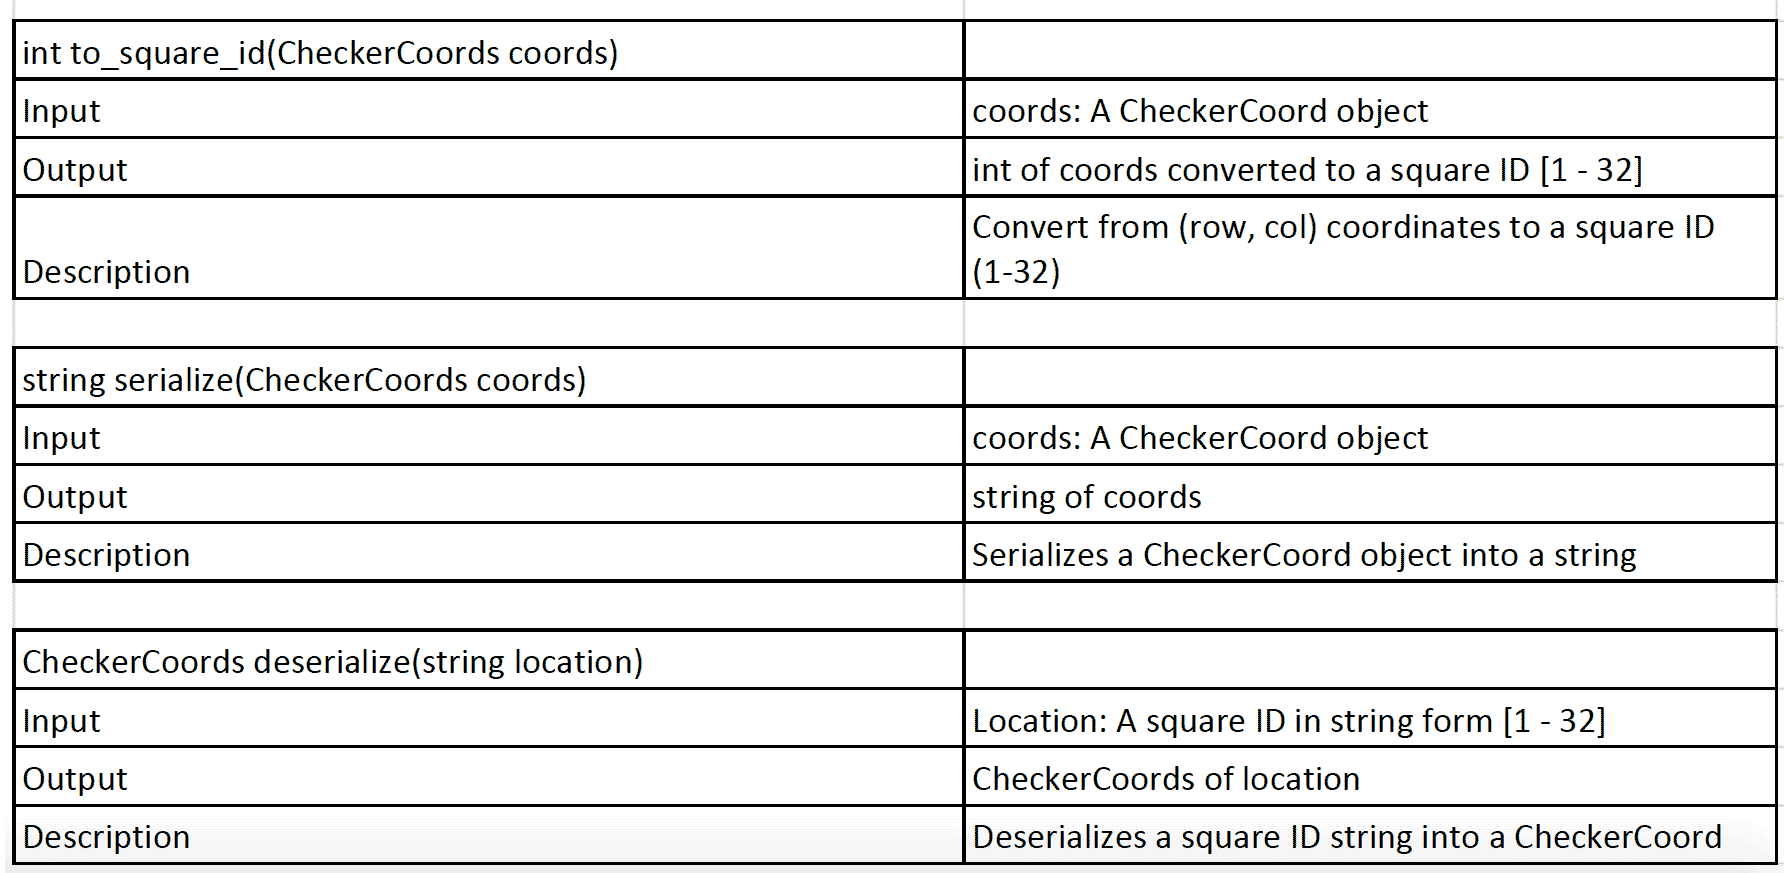 int to_square_id(CheckerCoords coords)
Input
coords: A CheckerCoord object
Output
int of coords converted to a square ID [1 - 32]
Description
Convert from (row, col) coordinates to a square ID
(1-32)
string serialize(CheckerCoords coords)
Input
coords: A CheckerCoord object
Output
string of coords
Description
Serializes a CheckerCoord object into a string
CheckerCoords deserialize(string location)
Input
Location: A square ID in string form [1 - 32]
Output
CheckerCoords of location
Description
Deserializes a square ID string into a CheckerCoord